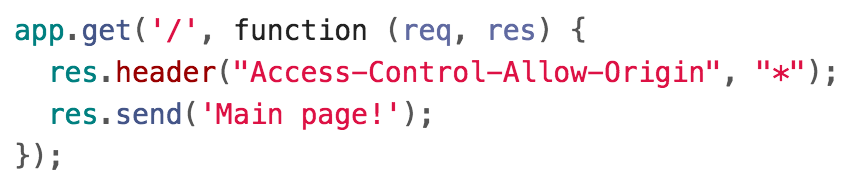 app.get('/', function (req, res) {
  res.header("Access-Control-Allow-Origin", "*");
  res.send('Main page!');
});